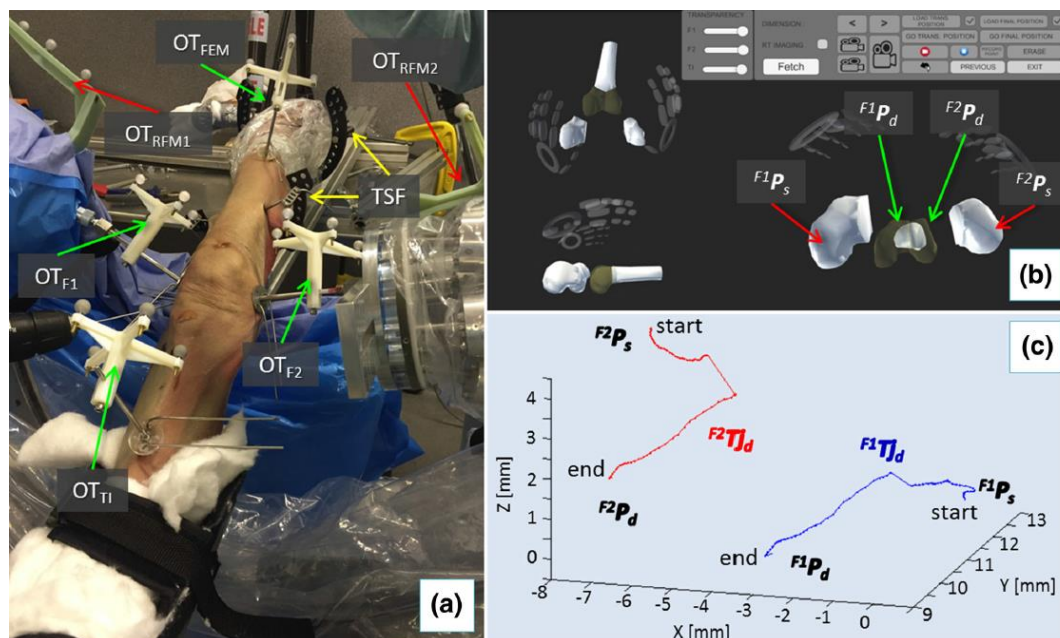 OT_FEM
OT_RFM2
OT_RFM1
TSF
OT_F1
OT_F2
OT_TI
(a)
TRANSPARENCY
F1
F2
TI
DIMENSION :
RT IMAGING
Fetch
< >
LOAD TRANS. POSITION
LOAD FINAL POSITION
GO TRANS. POSITION
GO FINAL POSITION
ERASE
PREVIOUS
EXIT
F1P_d
F2P_d
F1P_s
F2P_s
(b)
(c)
F2P_s
start
F2Tj_d
end
F2P_d
F1Tj_d
F1P_s
start
end
F1P_d
Z [mm]
4
3
2
1
0
X [mm]
-8 -7 -6 -5 -4 -3 -2 -1 0
Y [mm]
9 10 11 12 13